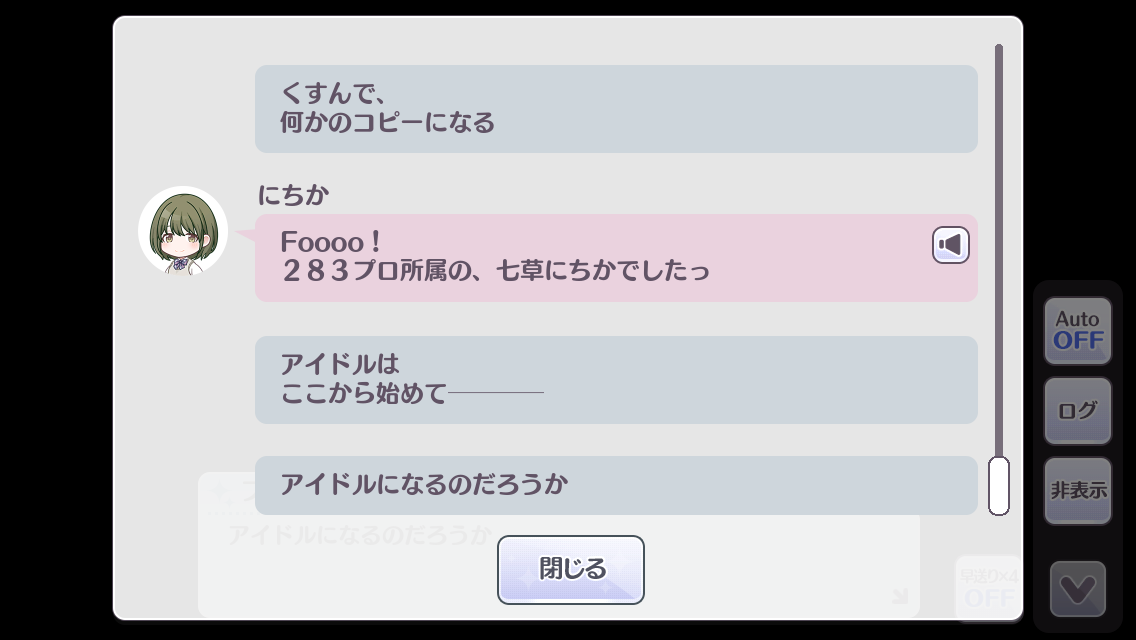 くすんで、
何かのコピーになる
にちか
Foooo！
２８３プロ所属の、七草にちかでしたっ
アイドルは
ここから始めて――――
アイドルになるのだろうか
アイドルになるのだろうか
閉じる
Auto
OFF
ログ
非表示
早送り×4
OFF